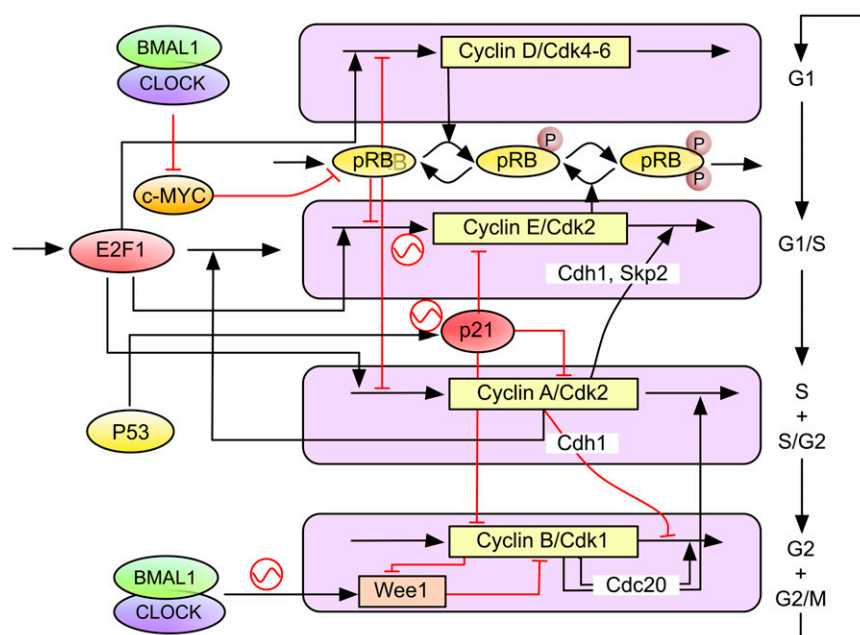 BMAL1
CLOCK
Cyclin D/Cdk4-6
G1
P
P
pRB
pRB
pRB
P
c-MYC
Cyclin E/Cdk2
G1/S
E2F1
Cdh1, Skp2
p21
Cyclin A/Cdk2
S
+
S/G2
P53
Cdh1
Cyclin B/Cdk1
G2
+
G2/M
BMAL1
CLOCK
Wee1
Cdc20